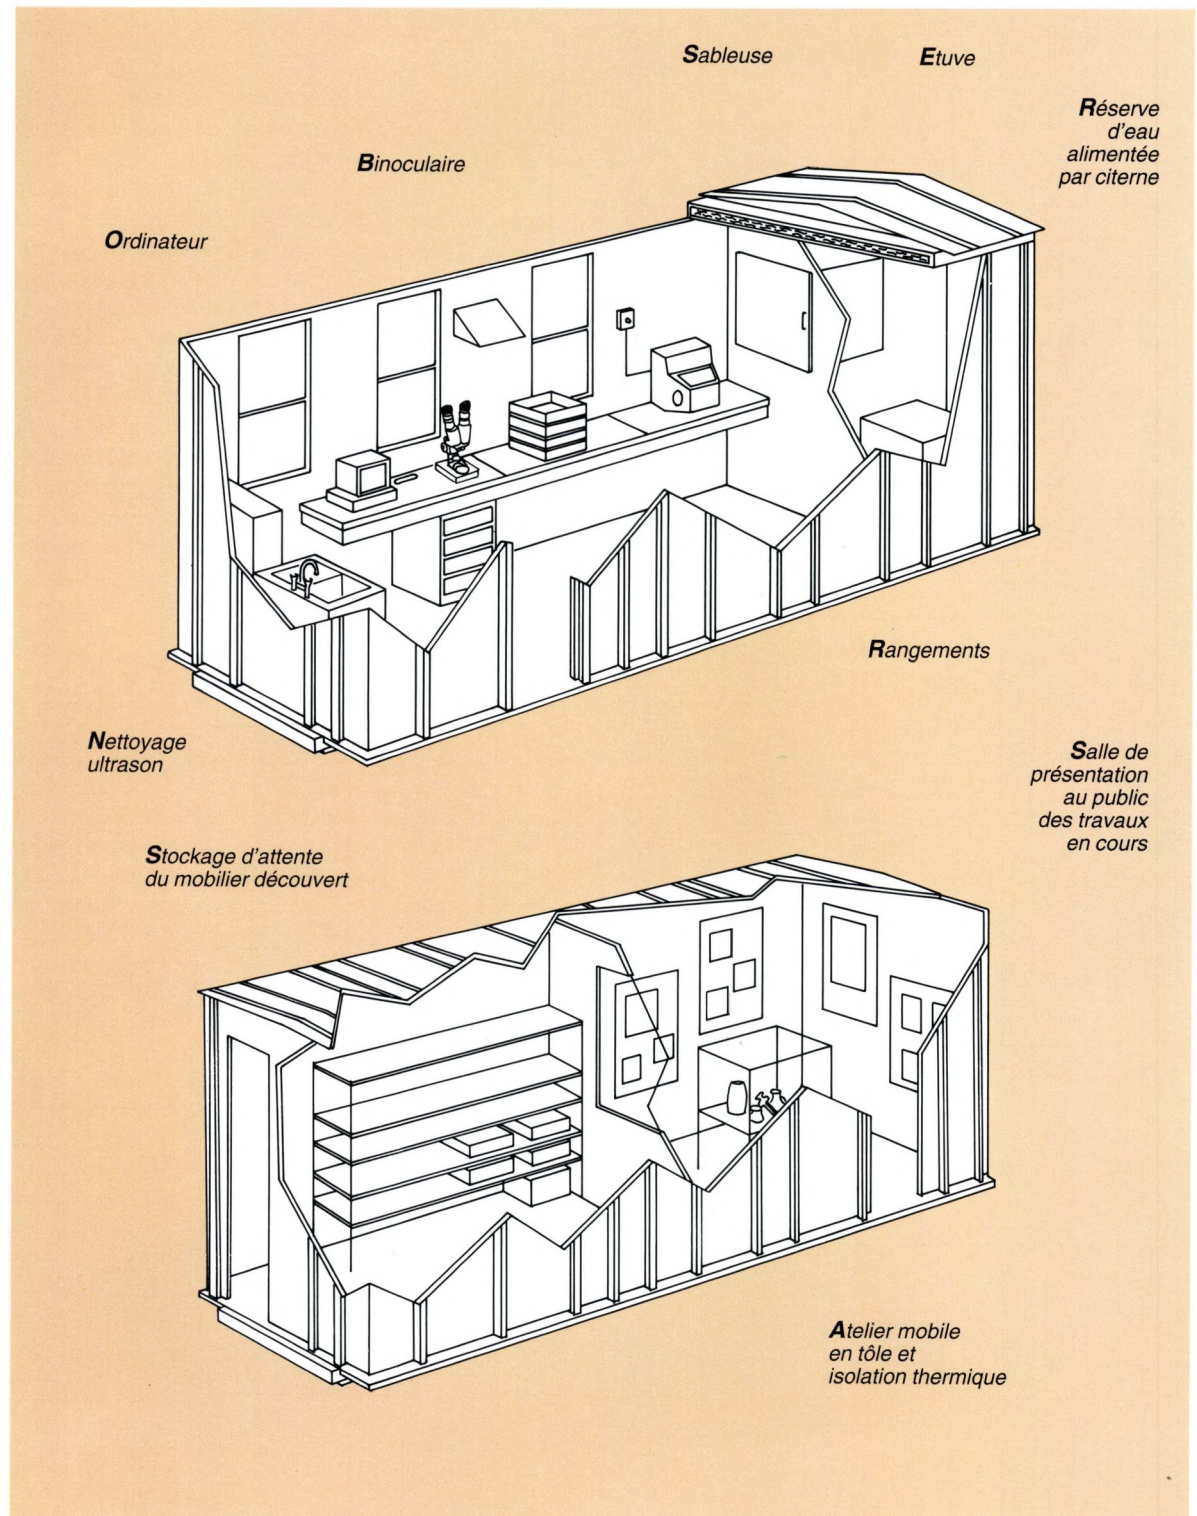 Sableuse
Etuve
Réserve
d'eau
alimentée
par citerne
Binoculaire
Ordinateur
Rangements
Nettoyage
ultrason
Salle de
présentation
au public
des travaux
en cours
Stockage d'attente
du mobilier découvert
Atelier mobile
en tôle et
isolation thermique